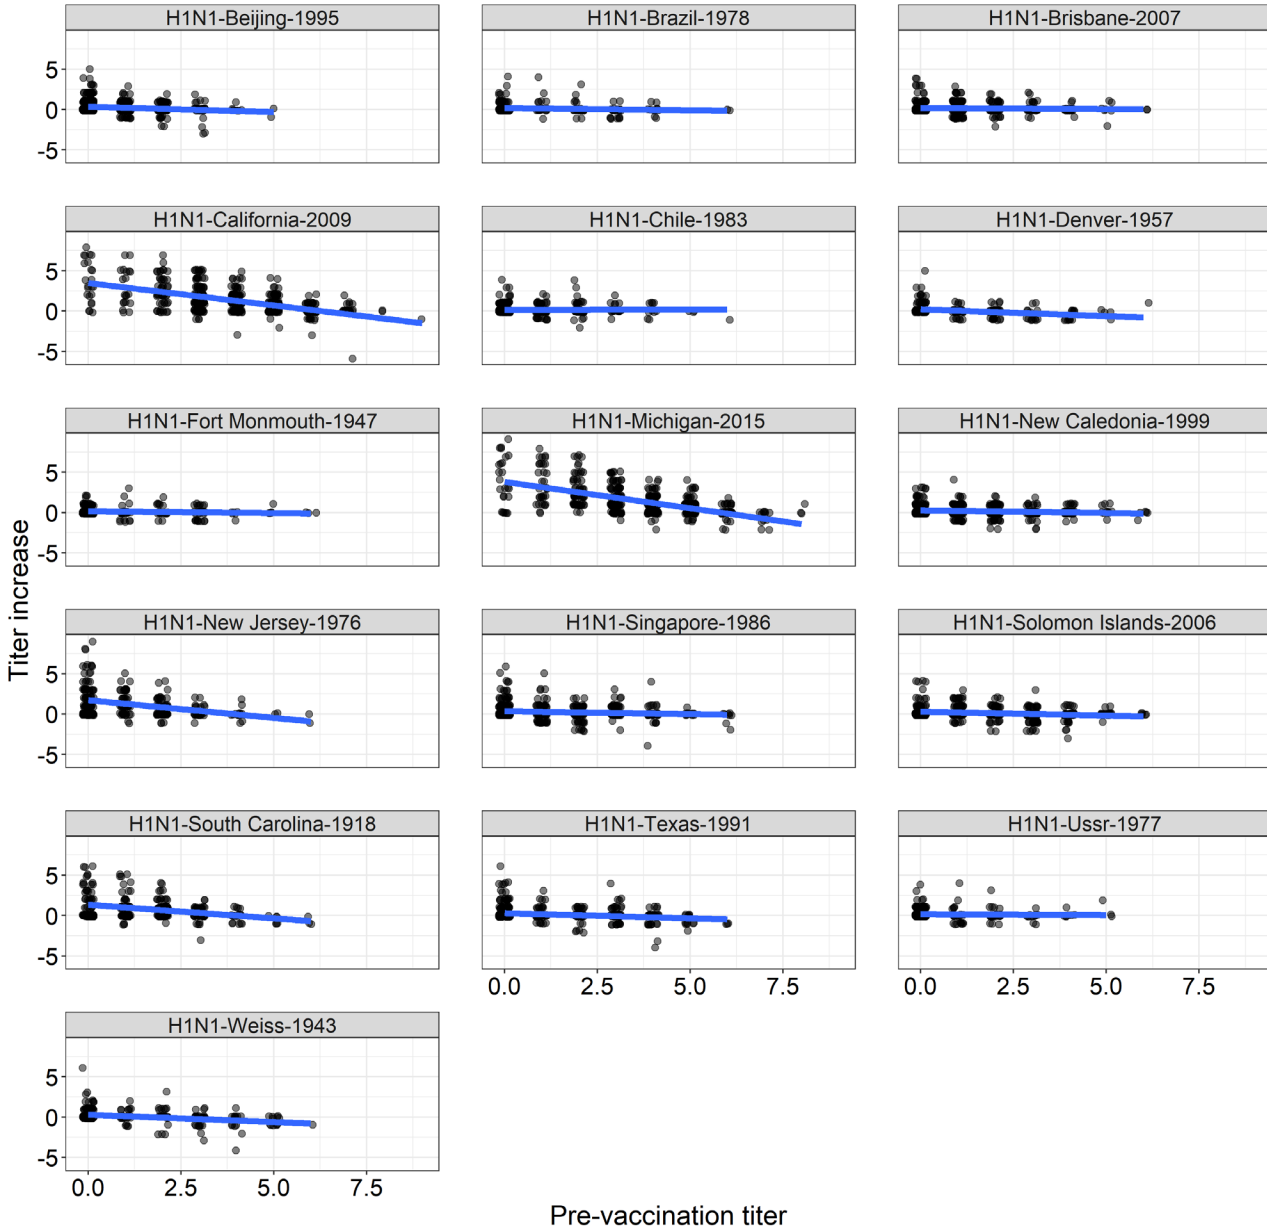 H1N1-Beijing-1995 H1N1-Brazil-1978 H1N1-Brisbane-2007
5
0
-5
H1N1-California-2009 H1N1-Chile-1983 H1N1-Denver-1957
5
0
-5
H1N1-Fort Monmouth-1947 H1N1-Michigan-2015 H1N1-New Caledonia-1999
5
0
-5
Titer increase
H1N1-New Jersey-1976 H1N1-Singapore-1986 H1N1-Solomon Islands-2006
5
0
-5
H1N1-South Carolina-1918 H1N1-Texas-1991 H1N1-Ussr-1977
5
0
-5
0.0 2.5 5.0 7.5 0.0 2.5 5.0 7.5
H1N1-Weiss-1943
5
0
-5
0.0 2.5 5.0 7.5
Pre-vaccination titer